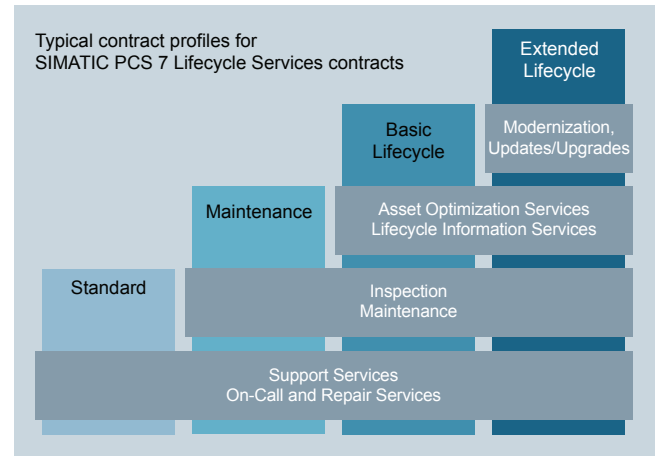 Typical contract profiles for
SIMATIC PCS 7 Lifecycle Services contracts
Extended
Lifecycle
Basic
Lifecycle
Modernization,
Updates/Upgrades
Maintenance
Asset Optimization Services
Lifecycle Information Services
Standard
Inspection
Maintenance
Support Services
On-Call and Repair Services